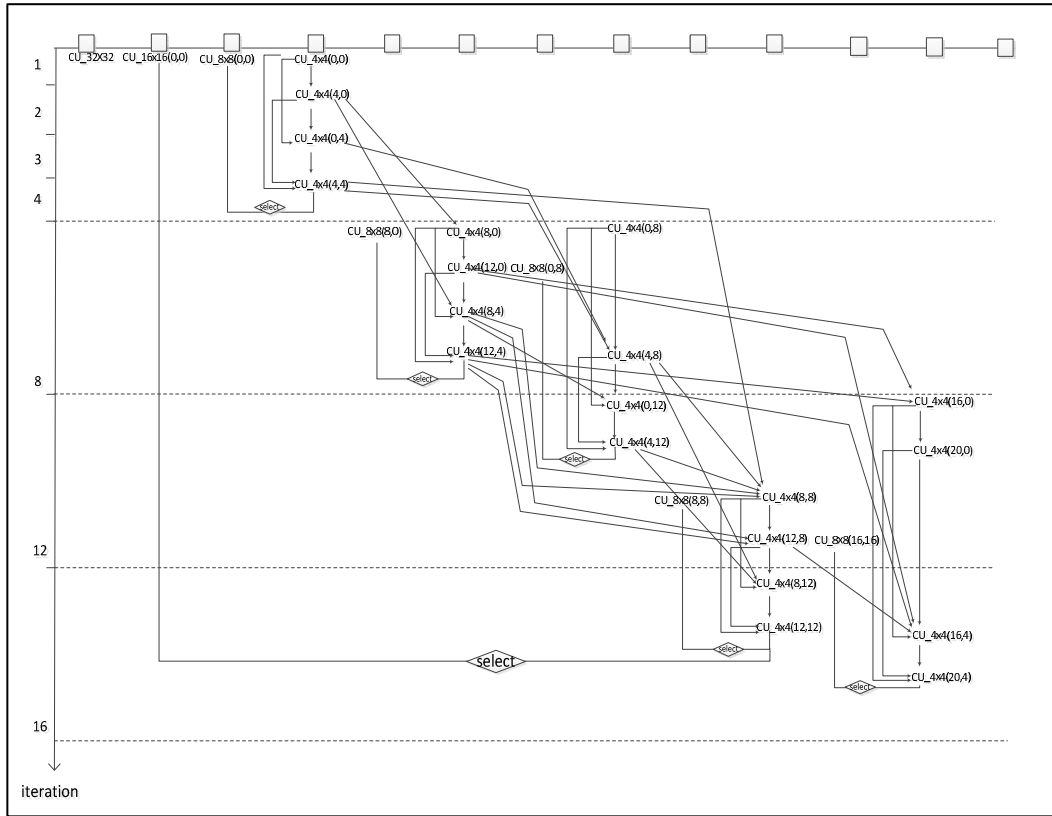 CU_32X32 CU_16x16(0,0) CU_8x8(0,0) CU_4x4(0,0)
1
CU_4x4(4,0)
2
CU_4x4(0,4)
3
CU_4x4(4,4)
4
select
CU_8x8(8,0) CU_4x4(8,0) CU_4x4(0,8)
CU_4x4(12,0) CU_8x8(0,8)
CU_4x4(8,4)
CU_4x4(12,4) CU_4x4(4,8)
8
select
CU_4x4(0,12) CU_4x4(16,0)
CU_4x4(4,12) CU_4x4(20,0)
select
CU_8x8(8,8) CU_4x4(8,8)
12
CU_4x4(12,8) CU_8x8(16,16)
CU_4x4(8,12)
CU_4x4(12,12) CU_4x4(16,4)
select
select
CU_4x4(20,4)
select
16
iteration